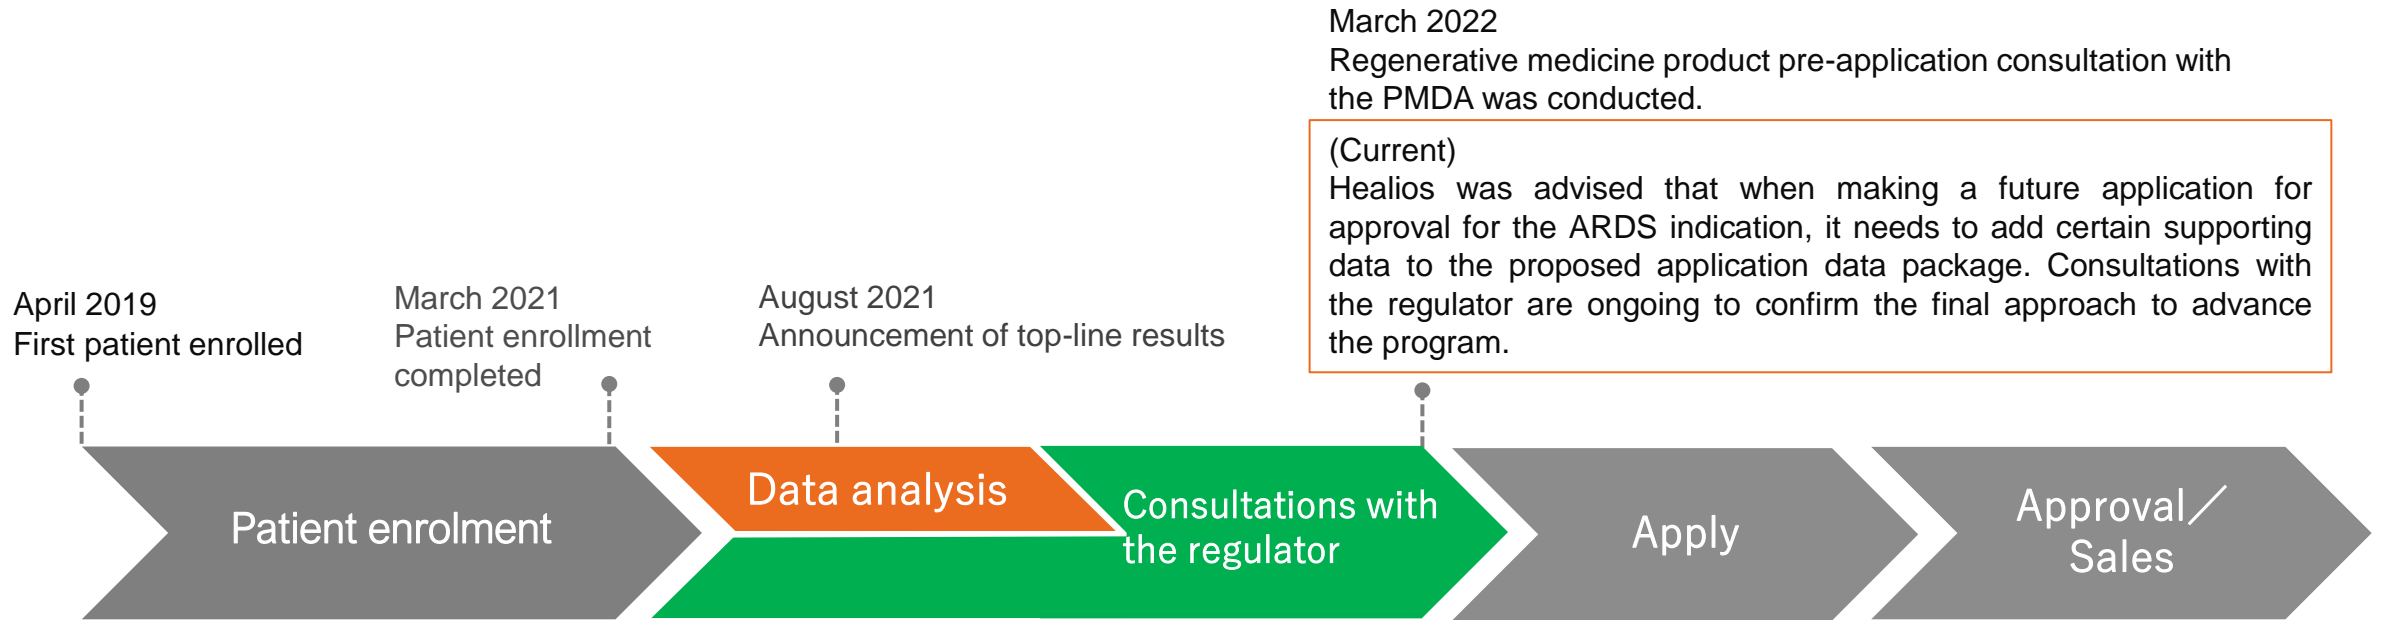 March 2022
Regenerative medicine product pre-application consultation with
the PMDA was conducted.
(Current)
Healios was advised that when making a future application for
approval for the ARDS indication, it needs to add certain supporting
data to the proposed application data package. Consultations with
the regulator are ongoing to confirm the final approach to advance
the program.
April 2019
First patient enrolled
March 2021
Patient enrollment
completed
August 2021
Announcement of top-line results
Patient enrolment
Data analysis
Consultations with
the regulator
Apply
Approval／
Sales